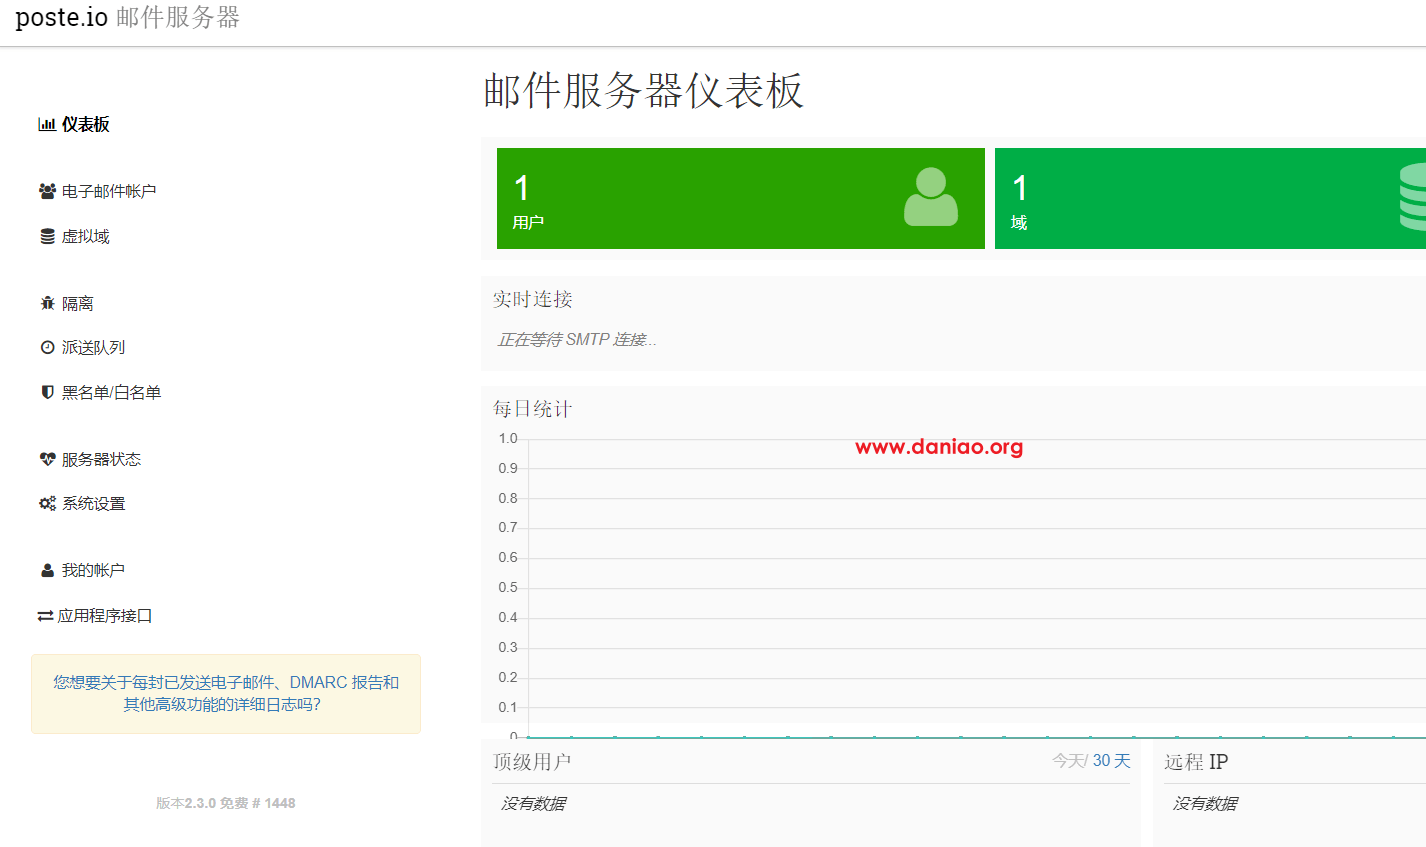 poste.io 邮件服务器
仪表板
电子邮件帐户
虚拟域
隔离
派送队列
黑名单/白名单
服务器状态
系统设置
我的帐户
应用程序接口
您想要关于每封已发送电子邮件、DMARC 报告和
其他高级功能的详细日志吗?
版本2.3.0 免费 # 1448
邮件服务器仪表板
1
用户
1
域
实时连接
正在等待 SMTP 连接...
每日统计
www.daniao.org
1.0
0.9
0.8
0.7
0.6
0.5
0.4
0.3
0.2
0.1
0
顶级用户
今天/ 30 天
没有数据
远程 IP
没有数据